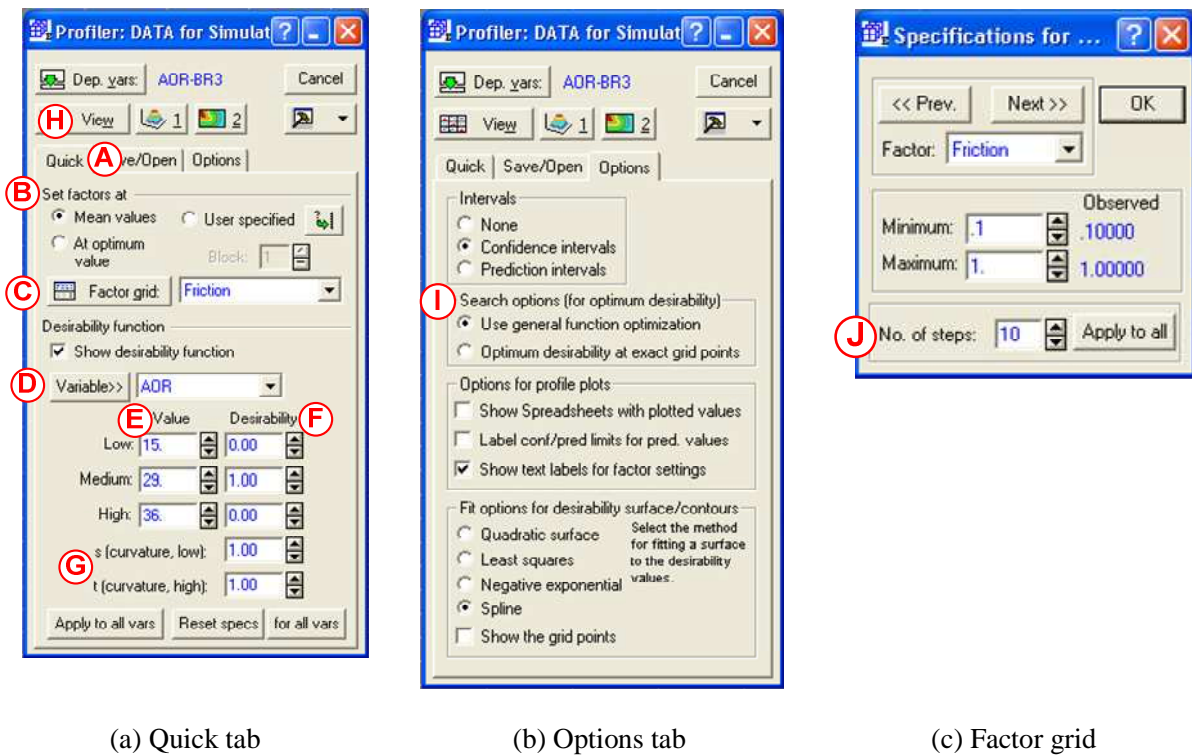 Profiler: DATA for Simulat
Dep. vars: AOR-BR3 Cancel
H View 1 2
Quick A ve/Open Options
B Set factors at
Mean values User specified
At optimum value Block: 1
C Factor grid: Friction
Desirability function
Show desirability function
D Variable>> AOR
E Value Desirability F
Low: 15. 0.00
Medium: 29. 1.00
High: 36. 0.00
G s (curvature, low): 1.00
t (curvature, high): 1.00
Apply to all vars Reset specs for all vars
(a) Quick tab
Profiler: DATA for Simulat
Dep. vars: AOR-BR3 Cancel
View 1 2
Quick Save/Open Options
Intervals
None
Confidence intervals
Prediction intervals
I Search options (for optimum desirability)
Use general function optimization
Optimum desirability at exact grid points
Options for profile plots
Show Spreadsheets with plotted values
Label conf/pred limits for pred. values
Show text labels for factor settings
Fit options for desirability surface/contours
Quadratic surface
Least squares
Negative exponential
Spline
Show the grid points
Select the method
for fitting a surface
to the desirability
values.
(b) Options tab
Specifications for ...
<< Prev. Next >> OK
Factor: Friction
Observed
Minimum: .1 .10000
Maximum: 1. 1.00000
J No. of steps: 10 Apply to all
(c) Factor grid